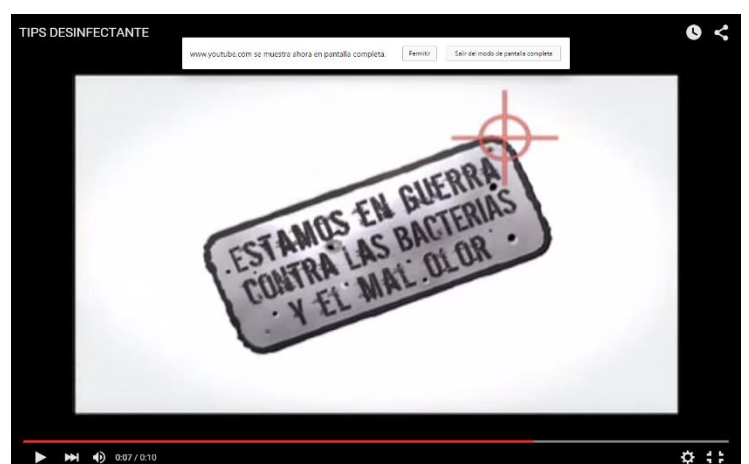 TIPS DESINFECTANTE
www.youtube.com se muestra ahora en pantalla completa.
Permitir
Salir del modo de pantalla completa
ESTAMOS EN GUERRA
CONTRA LAS BACTERIAS
Y EL MAL OLOR
0:07 / 0:10